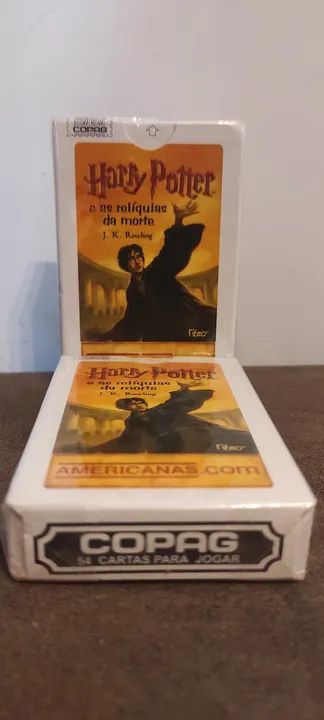 COPAG
Harry Potter
e as relíquias
da morte
J. K. Rowling
Rocco
Harry Potter
e as relíquias
da morte
J. K. Rowling
Rocco
AMERICANAS.com
COPAG
54 CARTAS PARA JOGAR